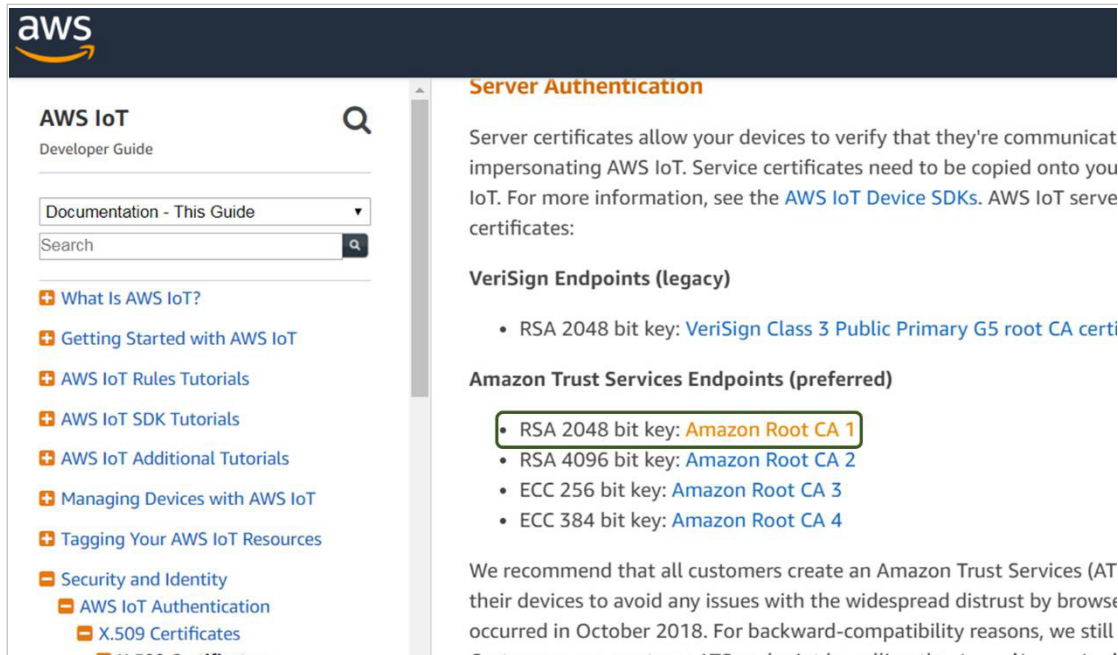 aws
AWS IoT
Developer Guide
Documentation - This Guide
Search
What Is AWS IoT?
Getting Started with AWS IoT
AWS IoT Rules Tutorials
AWS IoT SDK Tutorials
AWS IoT Additional Tutorials
Managing Devices with AWS IoT
Tagging Your AWS IoT Resources
Security and Identity
AWS IoT Authentication
X.509 Certificates
Server Authentication
Server certificates allow your devices to verify that they're communicat
impersonating AWS IoT. Service certificates need to be copied onto you
IoT. For more information, see the AWS IoT Device SDKs. AWS IoT serve
certificates:
VeriSign Endpoints (legacy)
• RSA 2048 bit key: VeriSign Class 3 Public Primary G5 root CA certi
Amazon Trust Services Endpoints (preferred)
• RSA 2048 bit key: Amazon Root CA 1
• RSA 4096 bit key: Amazon Root CA 2
• ECC 256 bit key: Amazon Root CA 3
• ECC 384 bit key: Amazon Root CA 4
We recommend that all customers create an Amazon Trust Services (AT
their devices to avoid any issues with the widespread distrust by browse
occurred in October 2018. For backward-compatibility reasons, we still